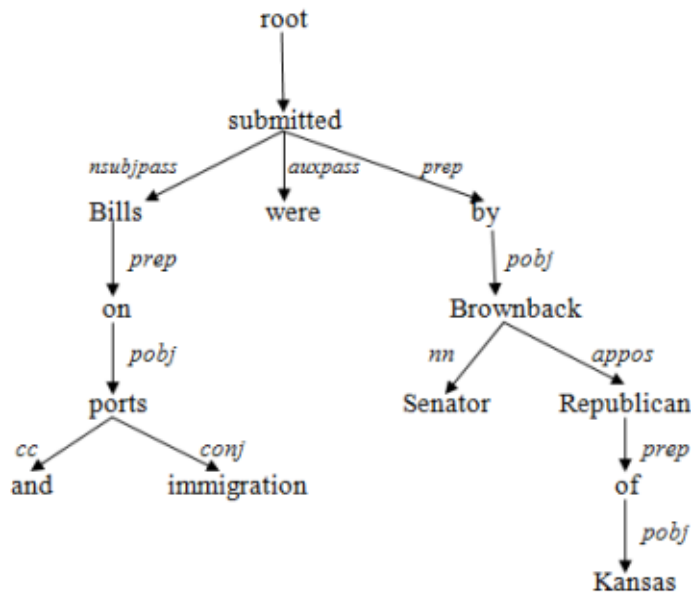 root
submitted
nsubjpass auxpass prep
Bills were by
prep pobj
on Brownback
pobj nn appos
ports Senator Republican
cc conj prep
and immigration of
pobj
Kansas